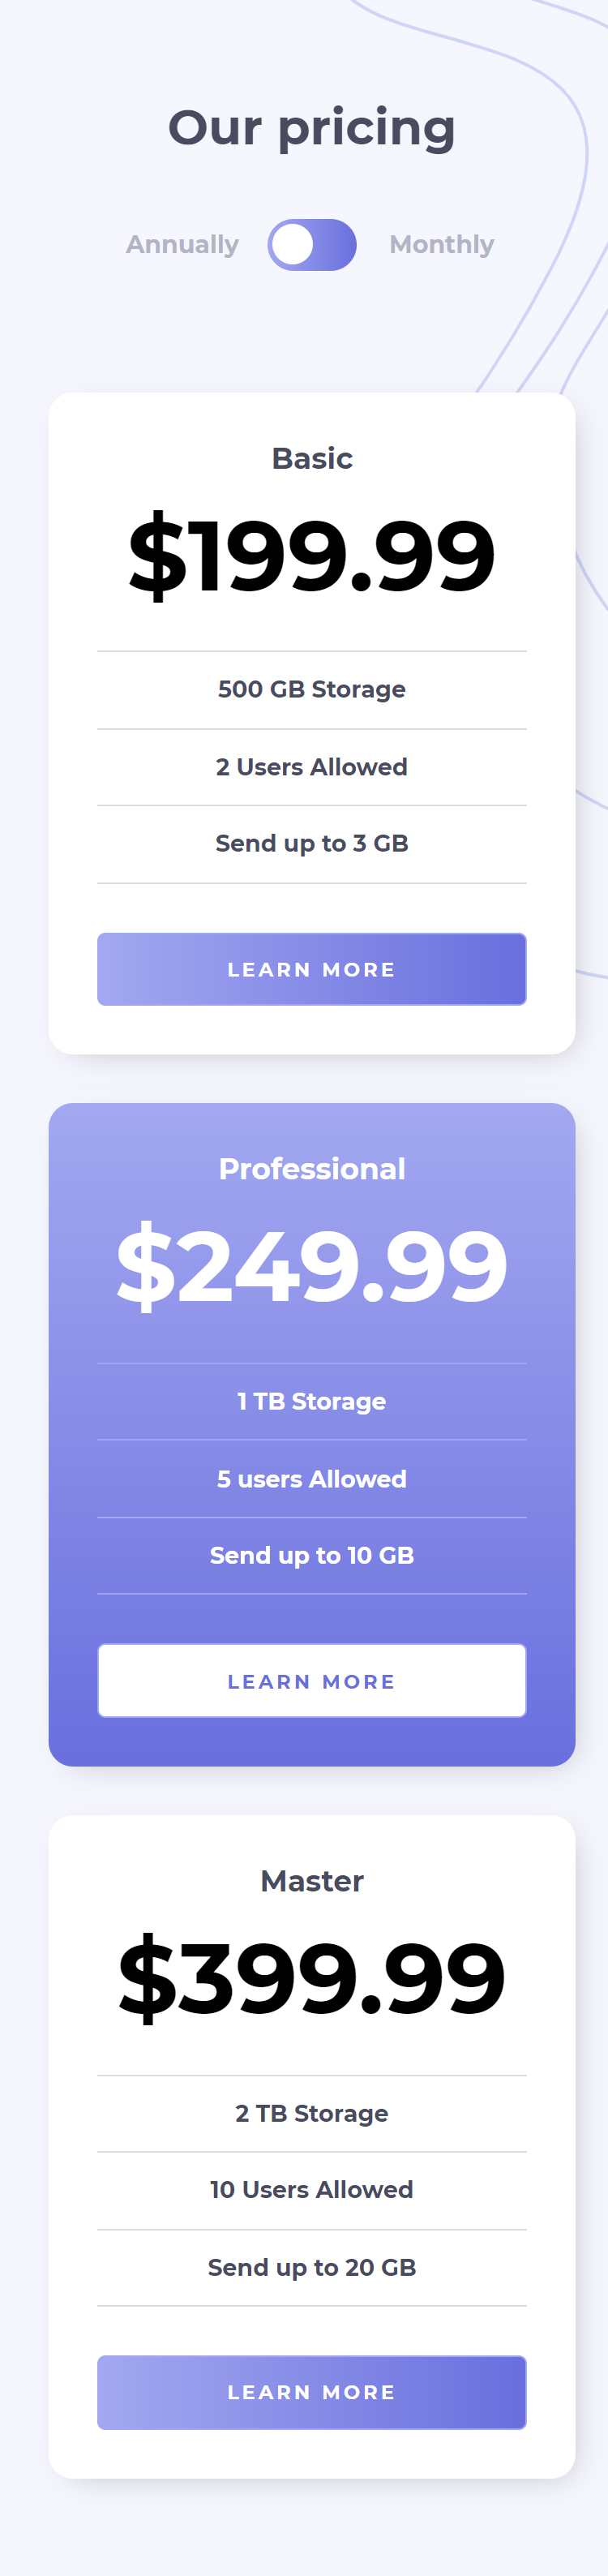 Our pricing
Annually Monthly
Basic
$199.99
500 GB Storage
2 Users Allowed
Send up to 3 GB
LEARN MORE
Professional
$249.99
1 TB Storage
5 users Allowed
Send up to 10 GB
LEARN MORE
Master
$399.99
2 TB Storage
10 Users Allowed
Send up to 20 GB
LEARN MORE